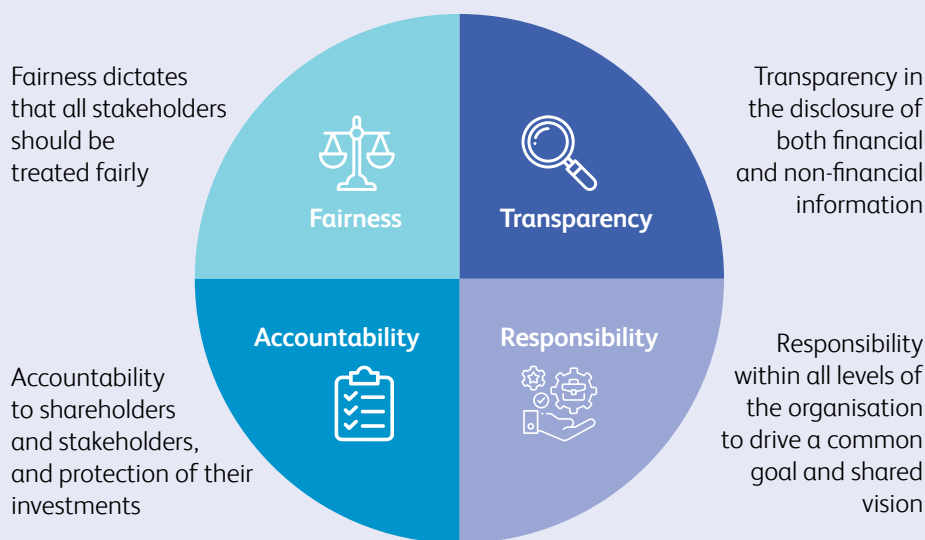 Fairness dictates
that all stakeholders
should be
treated fairly
Fairness
Transparency
Transparency in
the disclosure of
both financial
and non-financial
information
Accountability
Responsibility
Accountability
to shareholders
and stakeholders,
and protection of their
investments
Responsibility
within all levels of
the organisation
to drive a common
goal and shared
vision